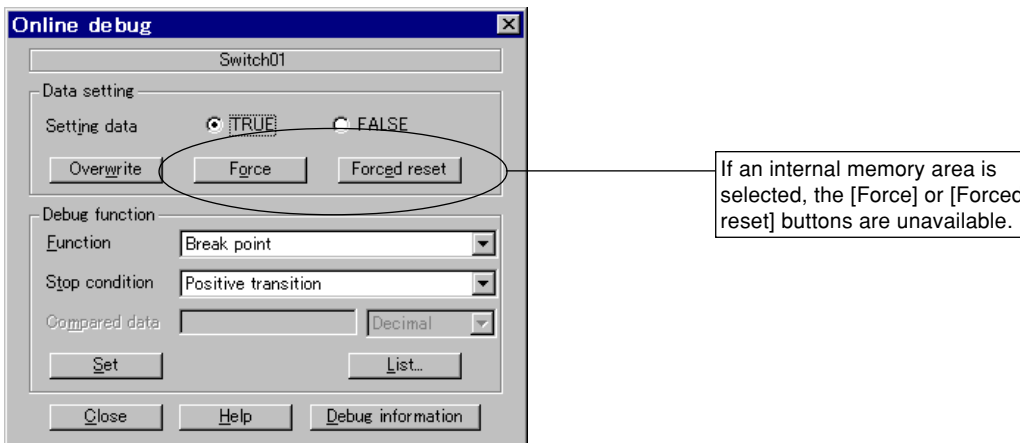 Online debug
Switch01
Data setting
Setting data TRUE FALSE
Overwrite Force Forced reset
If an internal memory area is
selected, the [Force] or [Forced
reset] buttons are unavailable.
Debug function
Function Break point
Stop condition Positive transition
Compared data Decimal
Set List...
Close Help Debug information